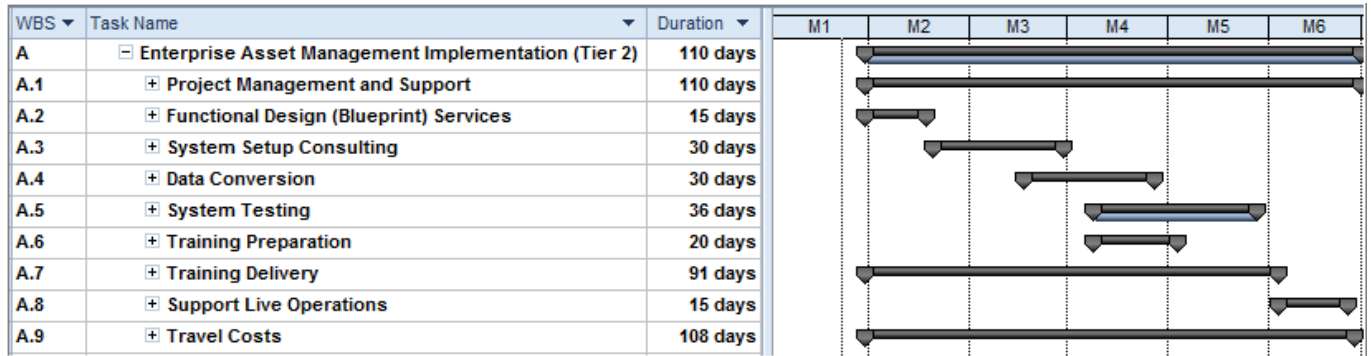 WBS Task Name Duration M1 M2 M3 M4 M5 M6
A Enterprise Asset Management Implementation (Tier 2) 110 days
A.1 Project Management and Support 110 days
A.2 Functional Design (Blueprint) Services 15 days
A.3 System Setup Consulting 30 days
A.4 Data Conversion 30 days
A.5 System Testing 36 days
A.6 Training Preparation 20 days
A.7 Training Delivery 91 days
A.8 Support Live Operations 15 days
A.9 Travel Costs 108 days